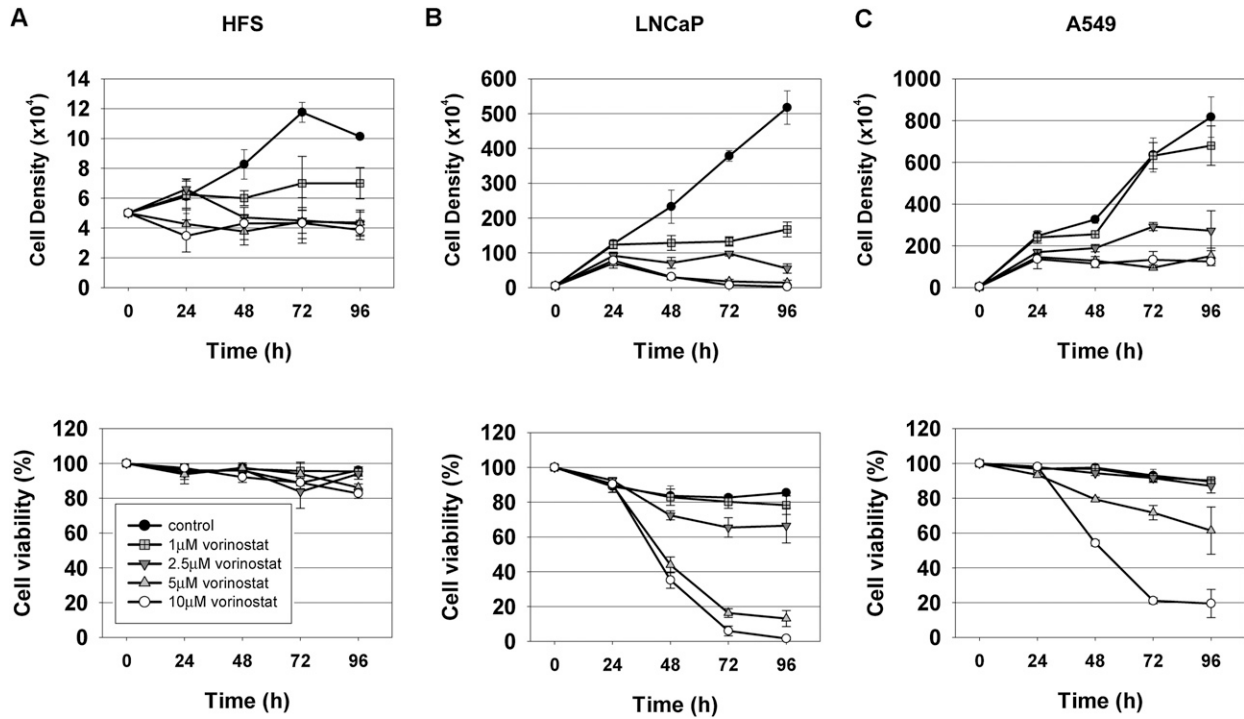 A
HFS
B
LNCaP
C
A549
Cell Density (x10⁴)
14
12
10
8
6
4
2
0
0 24 48 72 96
Time (h)
Cell Density (x10⁴)
600
500
400
300
200
100
0
0 24 48 72 96
Time (h)
Cell Density (x10⁴)
1000
800
600
400
200
0
0 24 48 72 96
Time (h)
Cell viability (%)
120
100
80
60
40
20
0
control
1μM vorinostat
2.5μM vorinostat
5μM vorinostat
10μM vorinostat
0 24 48 72 96
Time (h)
Cell viability (%)
120
100
80
60
40
20
0
0 24 48 72 96
Time (h)
Cell viability (%)
120
100
80
60
40
20
0
0 24 48 72 96
Time (h)